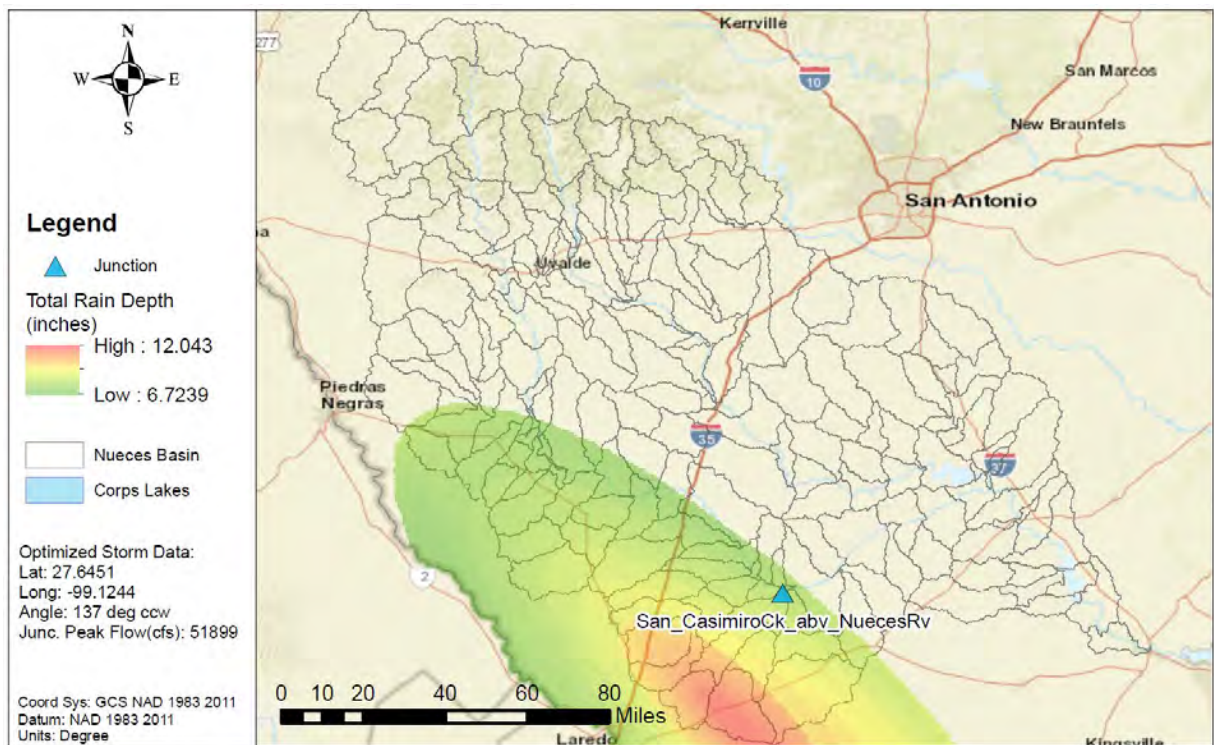 N
W E
S
Legend
Junction
Total Rain Depth
(inches)
High : 12.043
Low : 6.7239
Nueces Basin
Corps Lakes
Optimized Storm Data:
Lat: 27.6451
Long: -99.1244
Angle: 137 deg ccw
Junc. Peak Flow(cfs): 51899
Coord Sys: GCS NAD 1983 2011
Datum: NAD 1983 2011
Units: Degree
277
Kerrville
10
San Marcos
New Braunfels
San Antonio
Uvalde
Piedras
Negras
35
37
2
San_CasimiroCk_abv_NuecesRv
0 10 20 40 60 80
Miles
Laredo
Kingsville